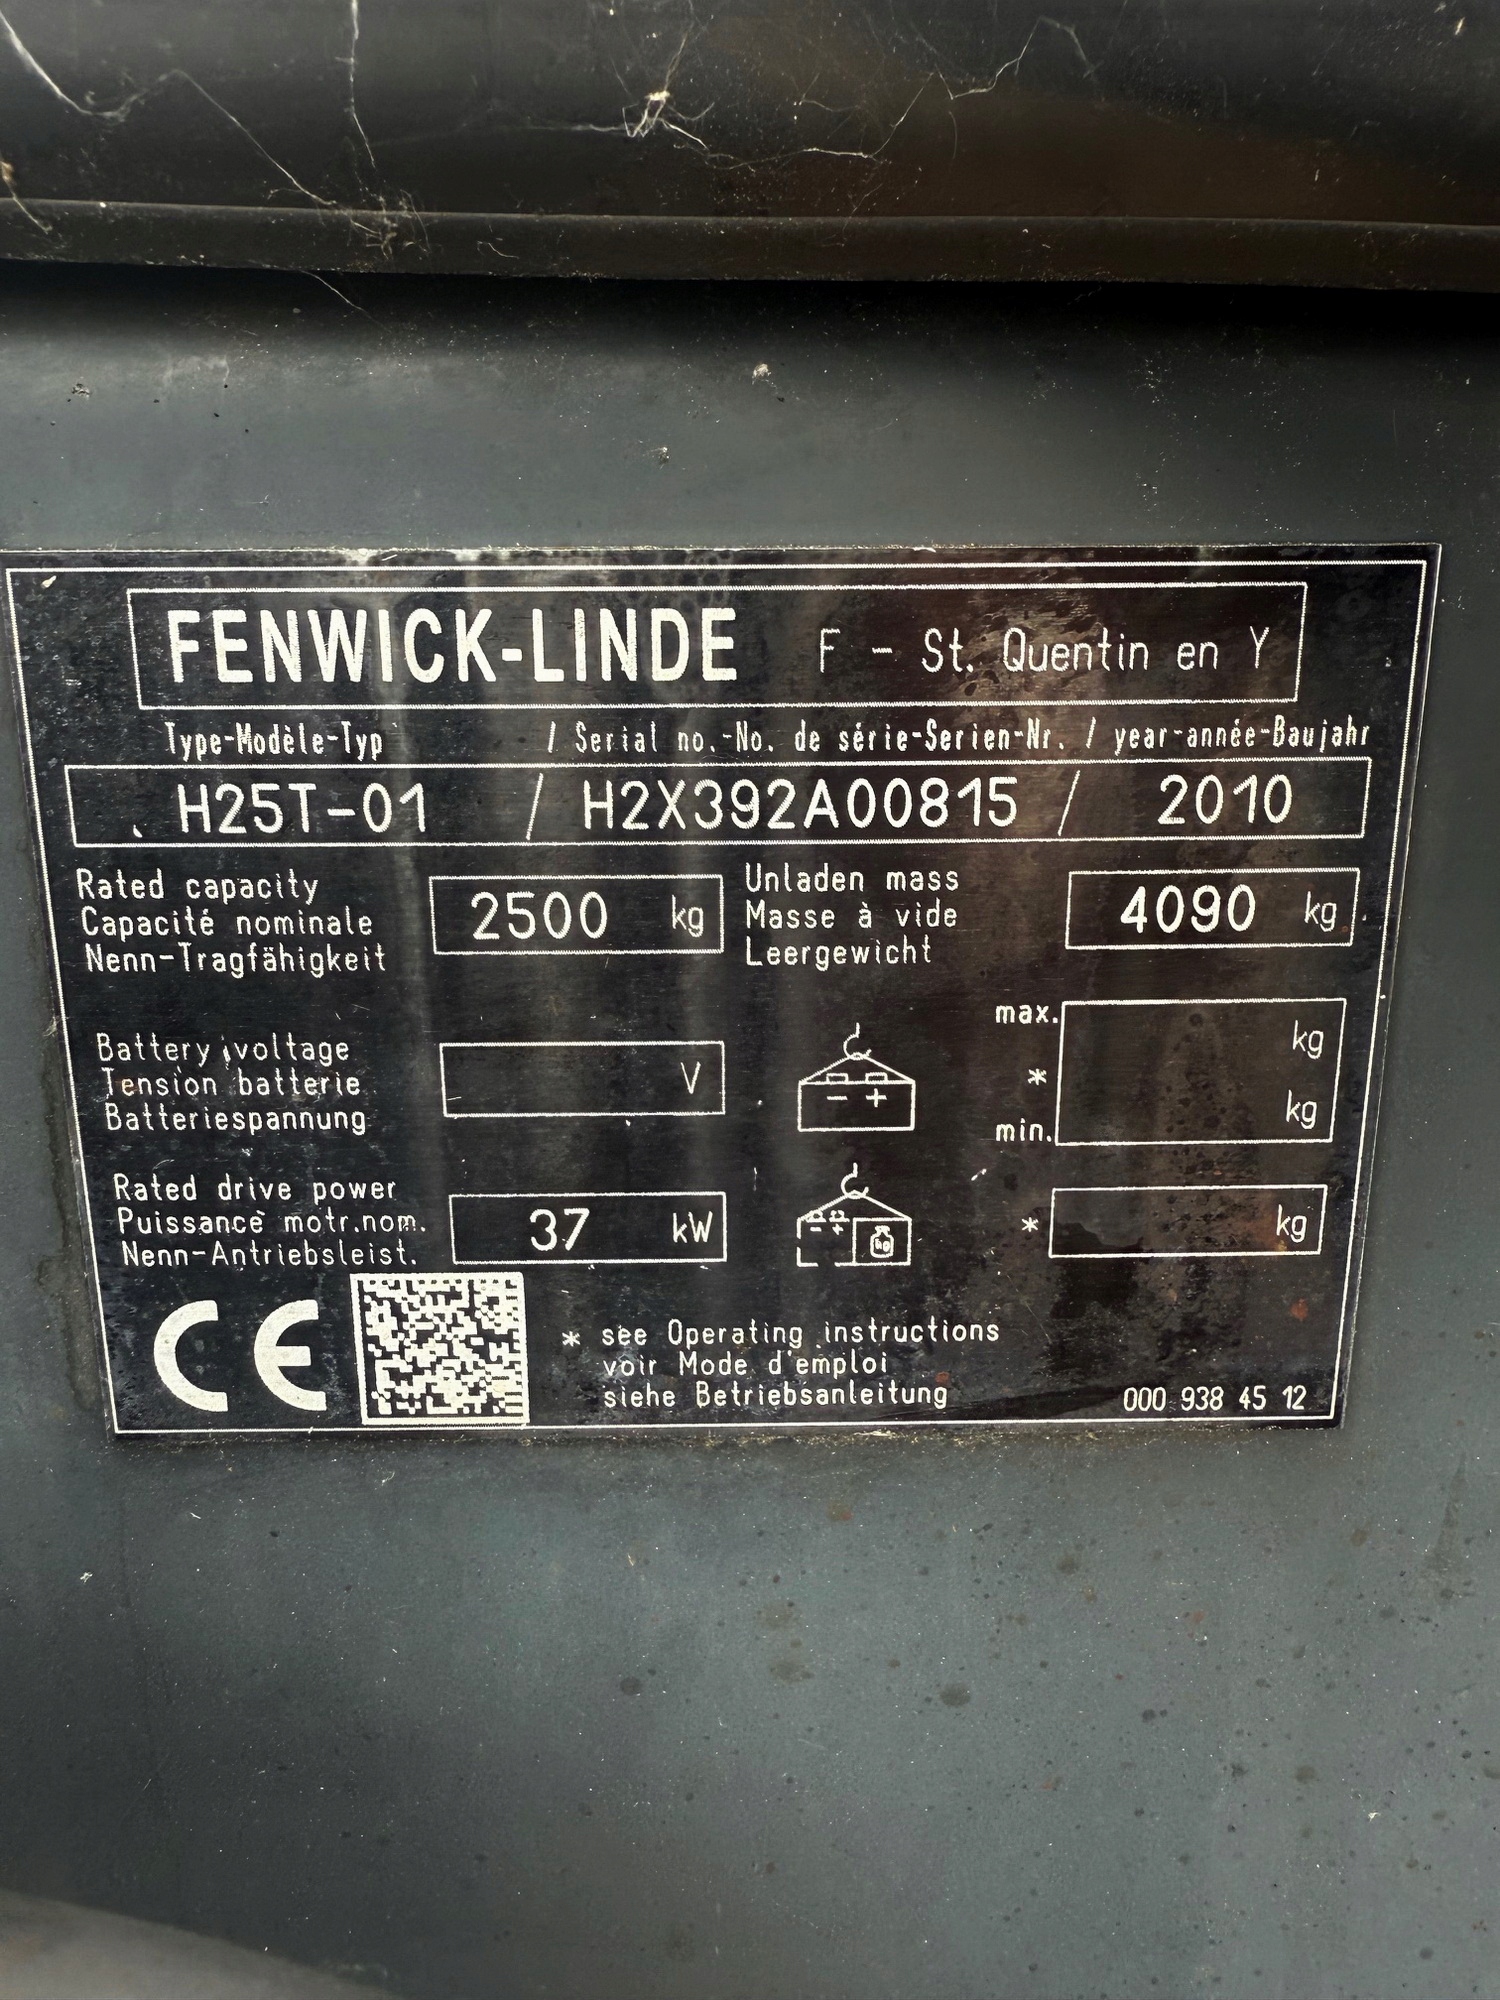 FENWICK-LINDE F - St. Quentin en Y
Type-Modèle-Typ / Serial no.-No. de série-Serien-Nr. / year-année-Baujahr
H25T-01 / H2X392A00815 / 2010
Rated capacity
Capacité nominale
Nenn-Tragfähigkeit
2500 kg
Unladen mass
Masse à vide
Leergewicht
4090 kg
Battery voltage
Tension batterie
Batteriespannung
V
- +
max.
*
min.
kg
kg
Rated drive power
Puissance motr.nom.
Nenn-Antriebsleist.
37 kW
- +
kg
* kg
CE
* see Operating instructions
voir Mode d'emploi
siehe Betriebsanleitung
000 938 45 12